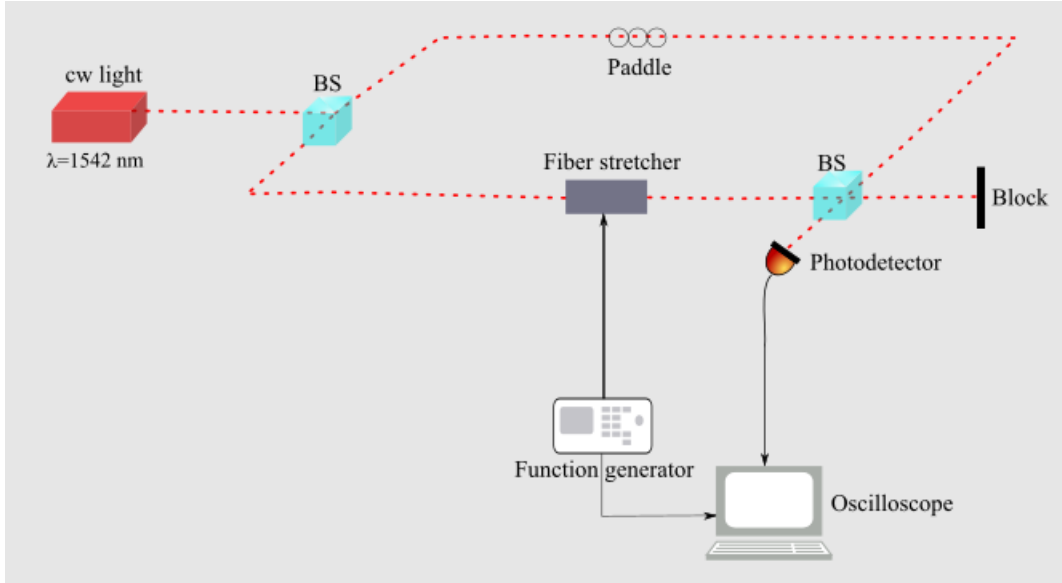 cw light
λ=1542 nm
BS
Paddle
Fiber stretcher
BS
Block
Photodetector
Function generator
Oscilloscope